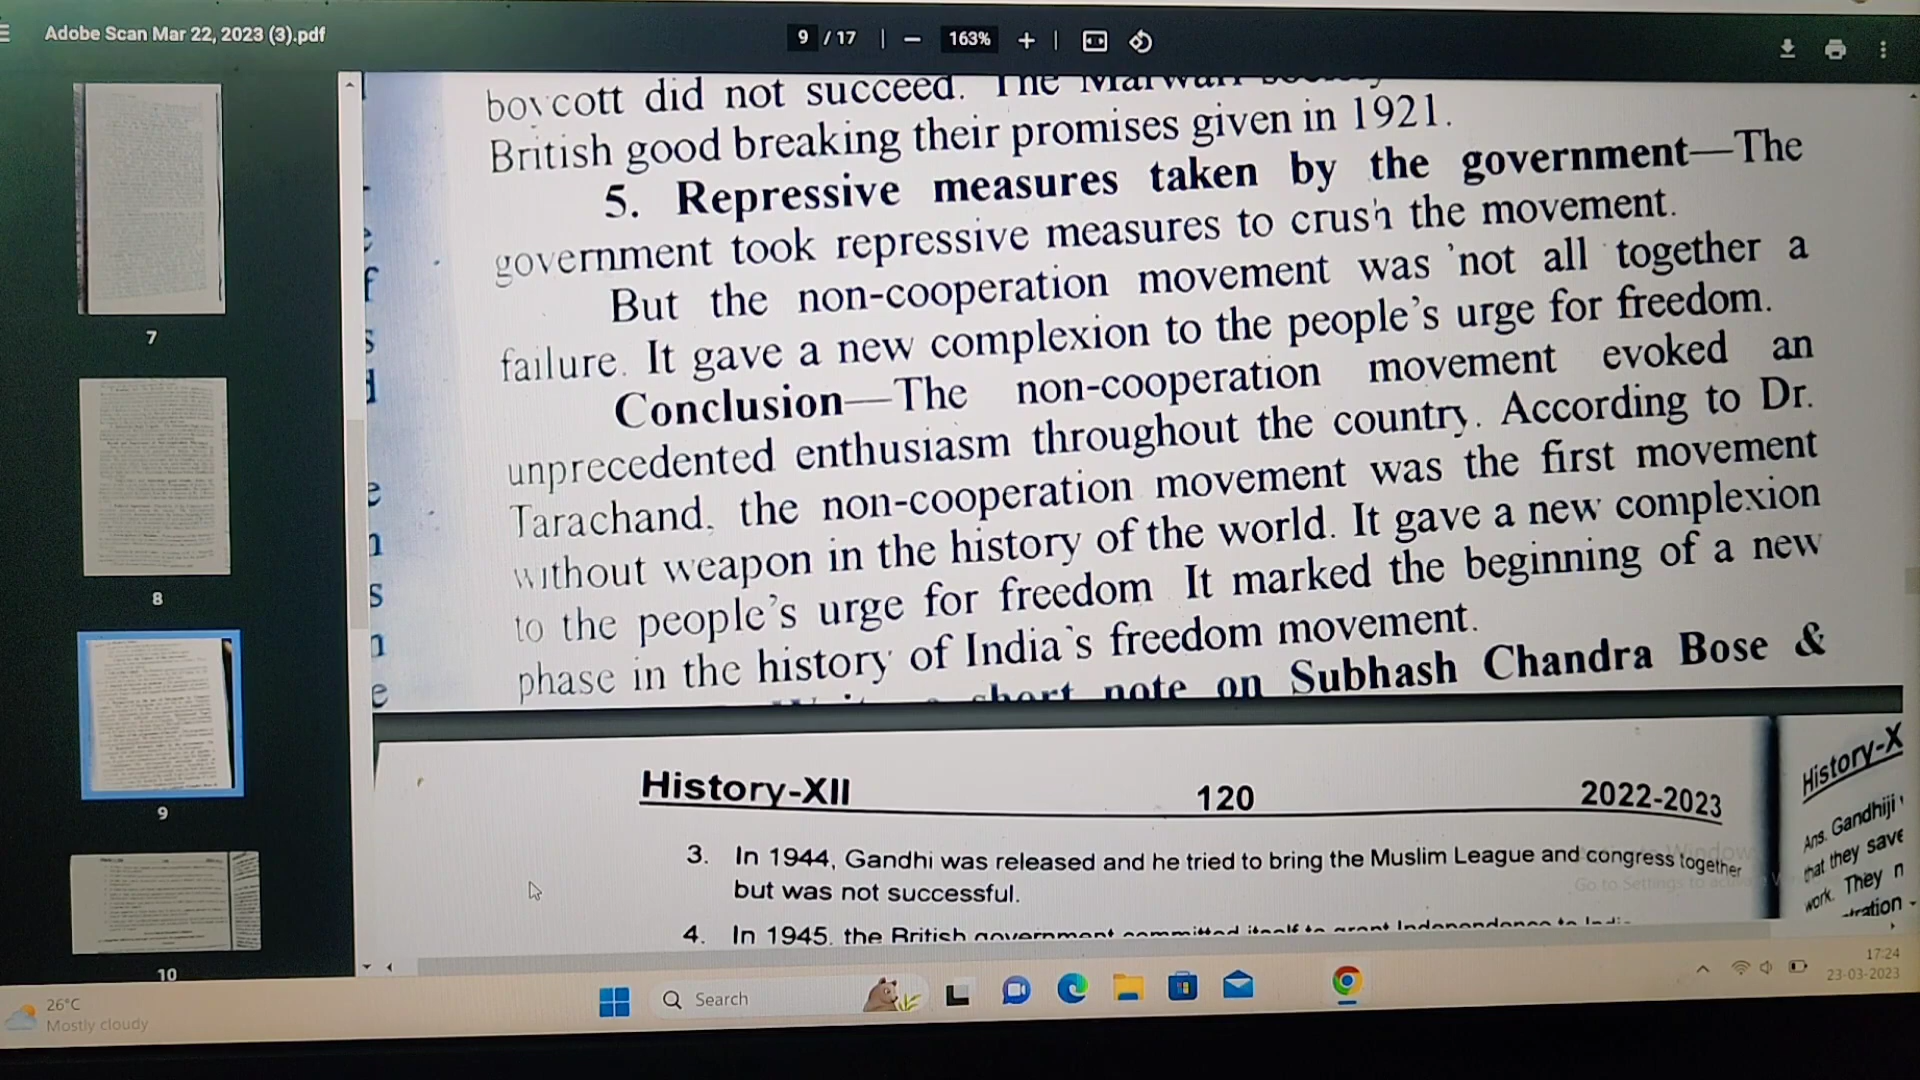 Adobe Scan Mar 22, 2023 (3).pdf
9 / 17 | — 163% + |
boycott did not succeed. The Marwari
British good breaking their promises given in 1921.
5. Repressive measures taken by the government—The
government took repressive measures to crush the movement.
But the non-cooperation movement was not all together a
failure. It gave a new complexion to the people's urge for freedom.
Conclusion—The non-cooperation movement evoked an
unprecedented enthusiasm throughout the country. According to Dr.
Tarachand, the non-cooperation movement was the first movement
without weapon in the history of the world. It gave a new complexion
to the people's urge for freedom It marked the beginning of a new
phase in the history of India's freedom movement.
short note on Subhash Chandra Bose &
7
8
9
10
History-XII 120 2022-2023
3. In 1944, Gandhi was released and he tried to bring the Muslim League and congress together
but was not successful.
4. In 1945, the British government committed itself to grant Independence to
History-X
Ans. Gandhiji
that they save
work. They n
26°C
Mostly cloudy
Search
17:24
23-03-2023